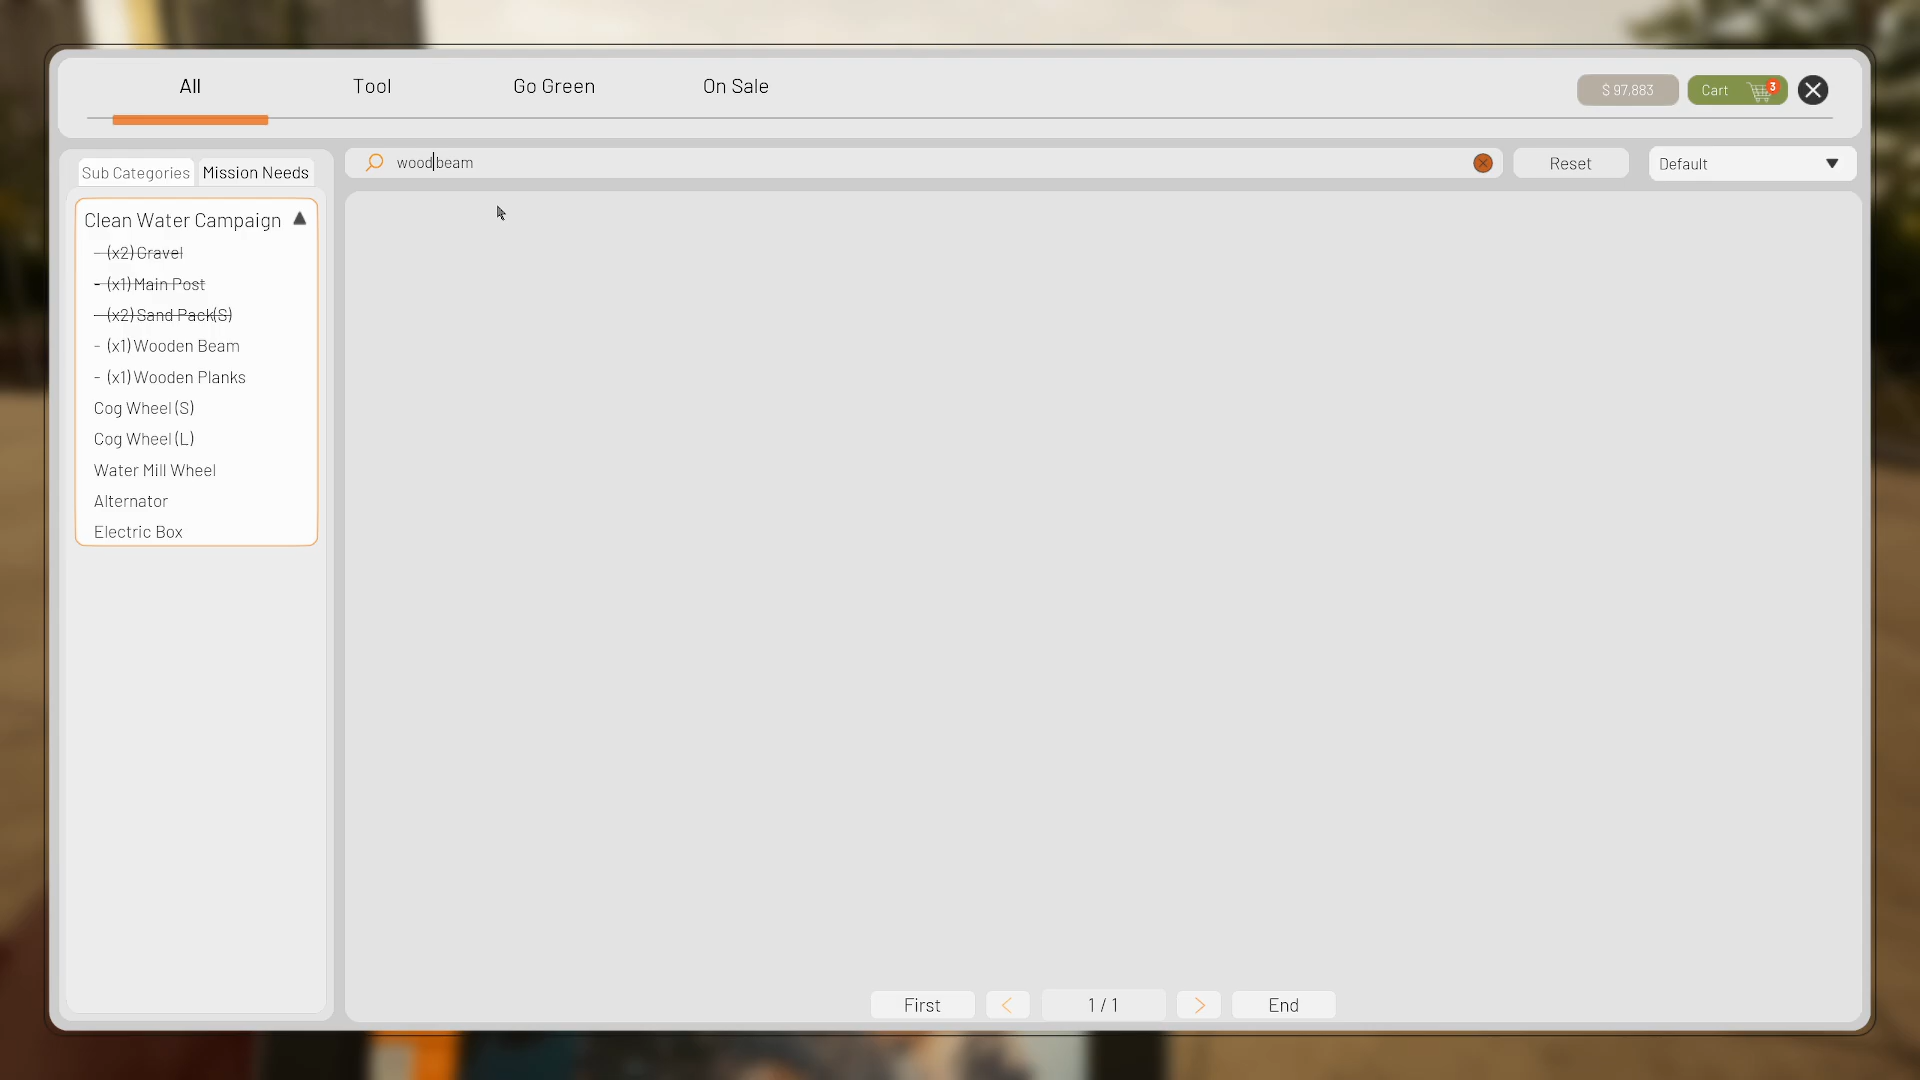 All
Tool
Go Green
On Sale
$ 97,883
Cart
3
Sub Categories
Mission Needs
wood beam
Reset
Default
Clean Water Campaign
- (x2) Gravel
- (x1) Main Post
- (x2) Sand Pack(S)
- (x1) Wooden Beam
- (x1) Wooden Planks
Cog Wheel (S)
Cog Wheel (L)
Water Mill Wheel
Alternator
Electric Box
First
<
1 / 1
>
End